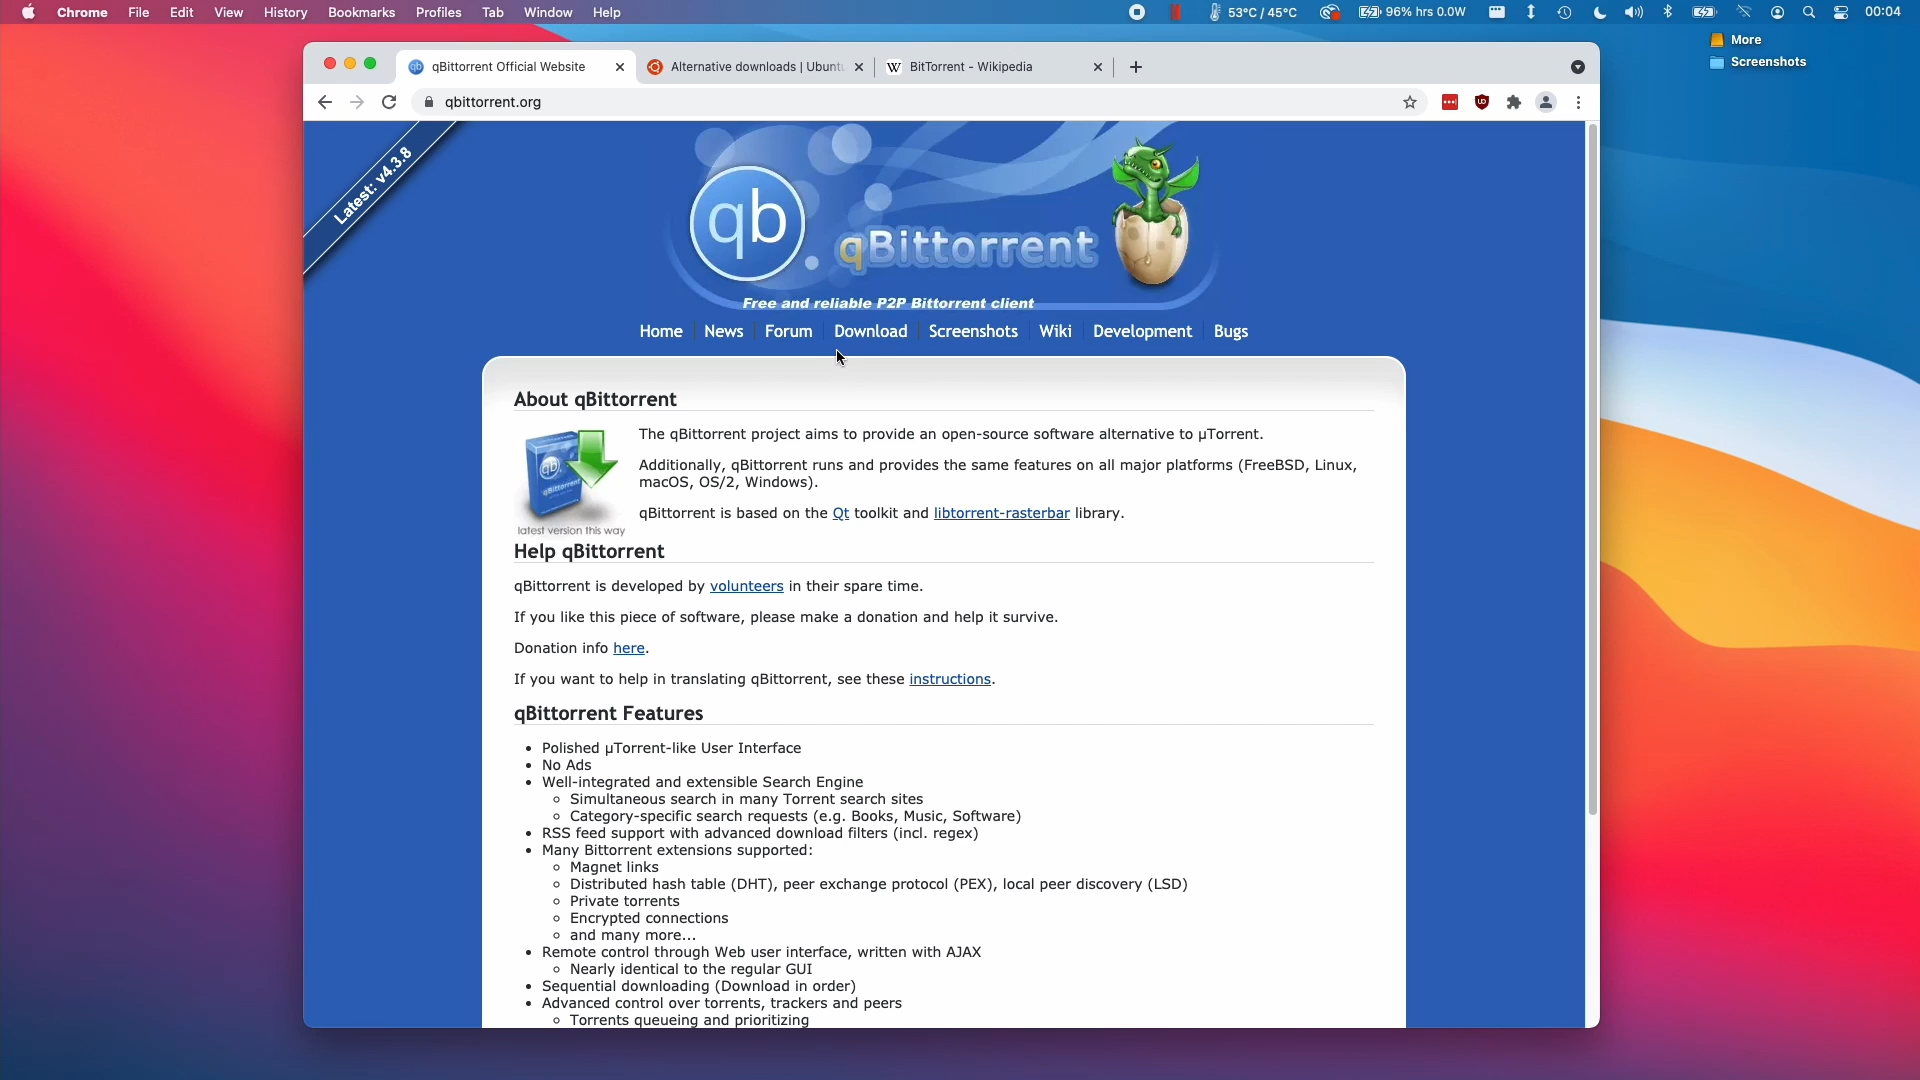 Chrome File Edit View History Bookmarks Profiles Tab Window Help 53°C / 45°C 96% hrs 0.0W 00:04
More
Screenshots
qBittorrent Official Website Alternative downloads | Ubuntu BitTorrent - Wikipedia
qbittorrent.org
Latest: v4.3.8
qb
qBittorrent
Free and reliable P2P Bittorrent client
Home News Forum Download Screenshots Wiki Development Bugs
About qBittorrent
The qBittorrent project aims to provide an open-source software alternative to µTorrent.
Additionally, qBittorrent runs and provides the same features on all major platforms (FreeBSD, Linux,
macOS, OS/2, Windows).
qBittorrent is based on the Qt toolkit and libtorrent-rasterbar library.
qb
qBittorrent
latest version this way
Help qBittorrent
qBittorrent is developed by volunteers in their spare time.
If you like this piece of software, please make a donation and help it survive.
Donation info here.
If you want to help in translating qBittorrent, see these instructions.
qBittorrent Features
• Polished µTorrent-like User Interface
• No Ads
• Well-integrated and extensible Search Engine
◦ Simultaneous search in many Torrent search sites
◦ Category-specific search requests (e.g. Books, Music, Software)
• RSS feed support with advanced download filters (incl. regex)
• Many Bittorrent extensions supported:
◦ Magnet links
◦ Distributed hash table (DHT), peer exchange protocol (PEX), local peer discovery (LSD)
◦ Private torrents
◦ Encrypted connections
◦ and many more...
• Remote control through Web user interface, written with AJAX
◦ Nearly identical to the regular GUI
• Sequential downloading (Download in order)
• Advanced control over torrents, trackers and peers
◦ Torrents queueing and prioritizing